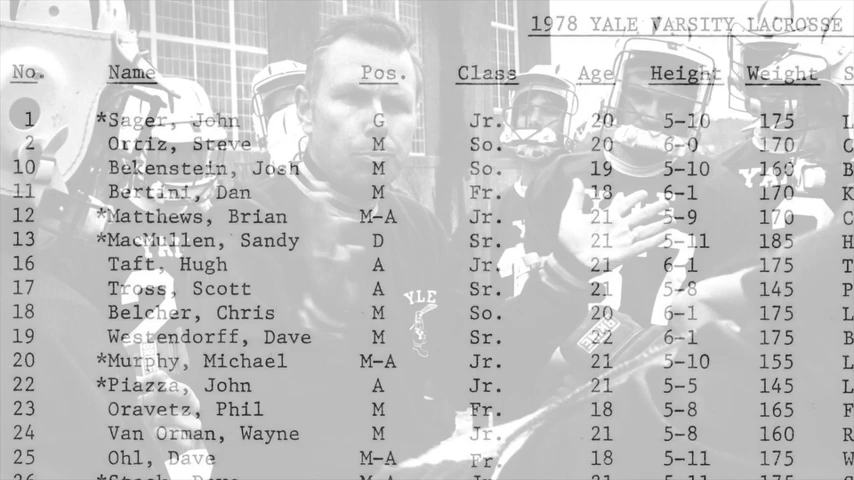 1978 YALE VARSITY LACROSSE
No. Name Pos. Class Age Height Weight
1 *Sager, John G Jr. 20 5-10 175 L
2 Ortiz, Steve M So. 20 6-0 170 C
10 Bekenstein, Josh M So. 19 5-10 160 B
11 Bertini, Dan M Fr. 18 6-1 170 K
12 *Matthews, Brian M-A Jr. 21 5-9 170 C
13 *MacMullen, Sandy D Sr. 21 5-11 185 H
16 Taft, Hugh A Jr. 21 6-1 175 T
17 Tross, Scott A Sr. 21 5-8 145 P
18 Belcher, Chris M So. 20 6-1 175 L
19 Westendorff, Dave M Sr. 22 6-1 175 B
20 *Murphy, Michael M-A Jr. 21 5-10 155 L
22 *Piazza, John A Jr. 21 5-5 145 L
23 Oravetz, Phil M Fr. 18 5-8 165 F
24 Van Orman, Wayne M Jr. 21 5-8 160 R
25 Ohl, Dave M-A Fr. 18 5-11 175 W
YALE